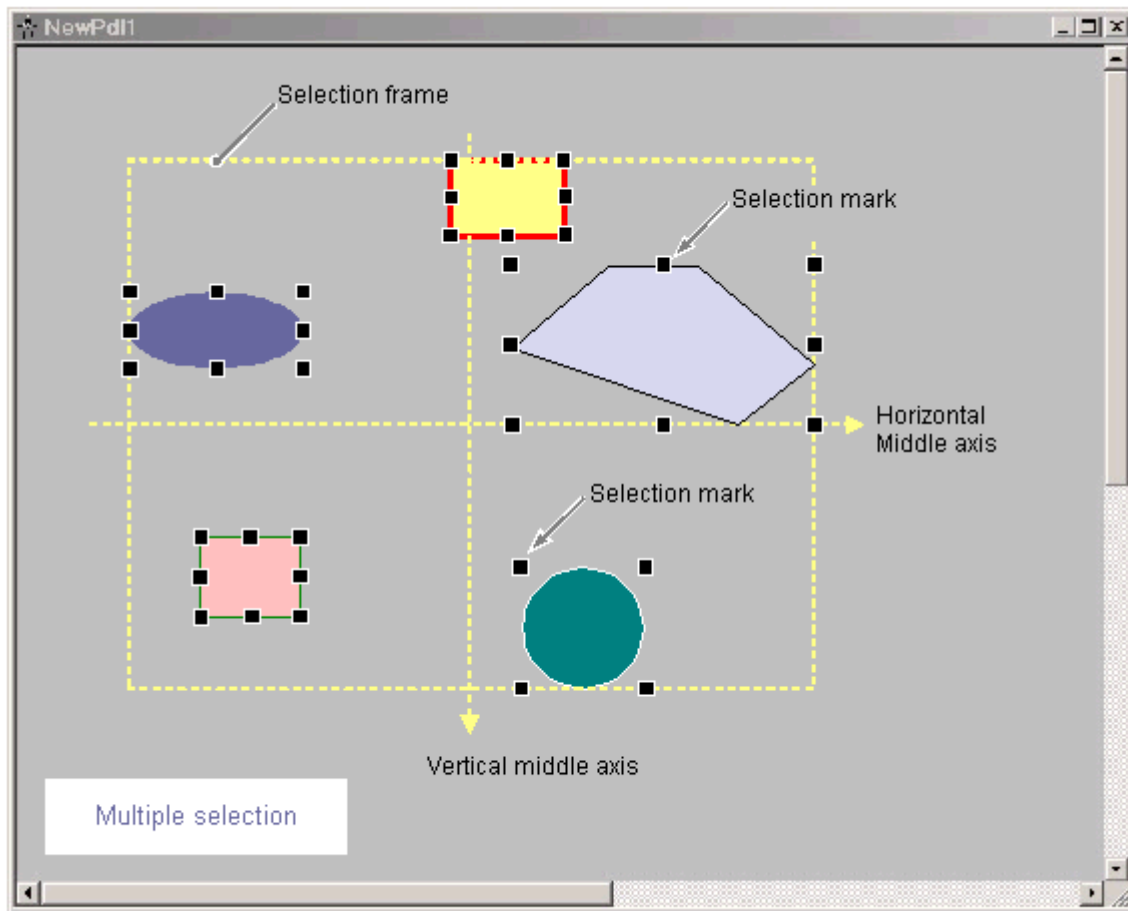 NewPdl1
Selection frame
Selection mark
Horizontal
Middle axis
Selection mark
Vertical middle axis
Multiple selection